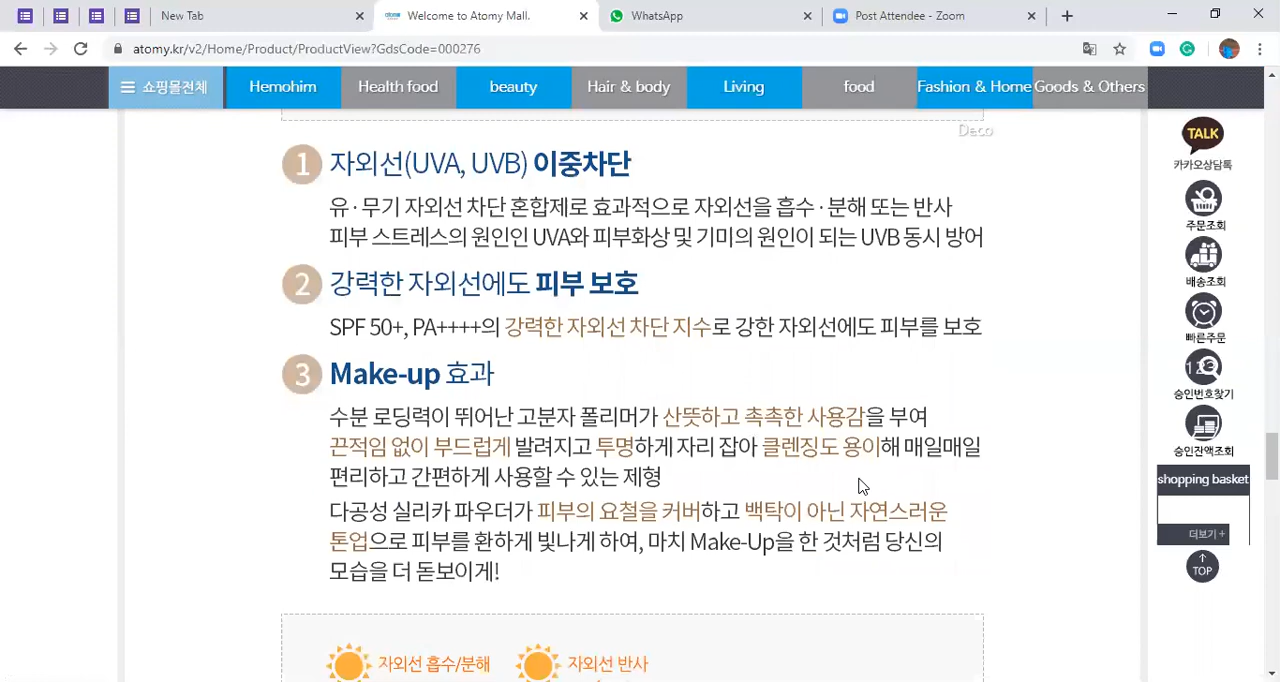 New Tab
Welcome to Atomy Mall.
WhatsApp
Post Attendee - Zoom
atomy.kr/v2/Home/Product/ProductView?GdsCode=000276
쇼핑몰전체
Hemohim
Health food
beauty
Hair & body
Living
food
Fashion & Home
Goods & Others
Deco
1 자외선(UVA, UVB) 이중차단
유·무기 자외선 차단 혼합제로 효과적으로 자외선을 흡수·분해 또는 반사
피부 스트레스의 원인인 UVA와 피부화상 및 기미의 원인이 되는 UVB 동시 방어
2 강력한 자외선에도 피부 보호
SPF 50+, PA++++의 강력한 자외선 차단 지수로 강한 자외선에도 피부를 보호
3 Make-up 효과
수분 로딩력이 뛰어난 고분자 폴리머가 산뜻하고 촉촉한 사용감을 부여
끈적임 없이 부드럽게 발려지고 투명하게 자리 잡아 클렌징도 용이해 매일매일
편리하고 간편하게 사용할 수 있는 제형
다공성 실리카 파우더가 피부의 요철을 커버하고 백탁이 아닌 자연스러운
톤업으로 피부를 환하게 빛나게 하여, 마치 Make-Up을 한 것처럼 당신의
모습을 더 돋보이게!
자외선 흡수/분해
자외선 반사
TALK
카카오상담톡
주문조회
배송조회
빠른주문
123
승인번호찾기
승인잔액조회
shopping basket
더보기 +
TOP